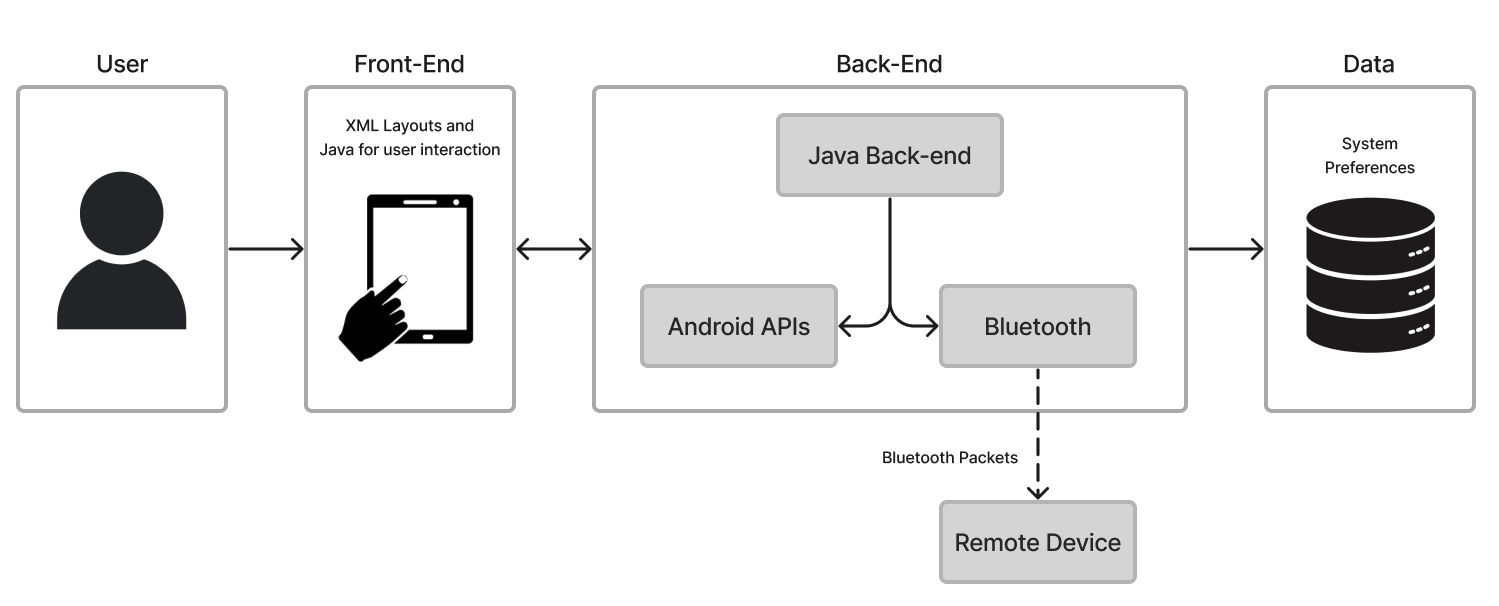 User
Front-End
Back-End
Data
XML Layouts and
Java for user interaction
Java Back-end
System
Preferences
Android APIs
Bluetooth
Bluetooth Packets
Remote Device